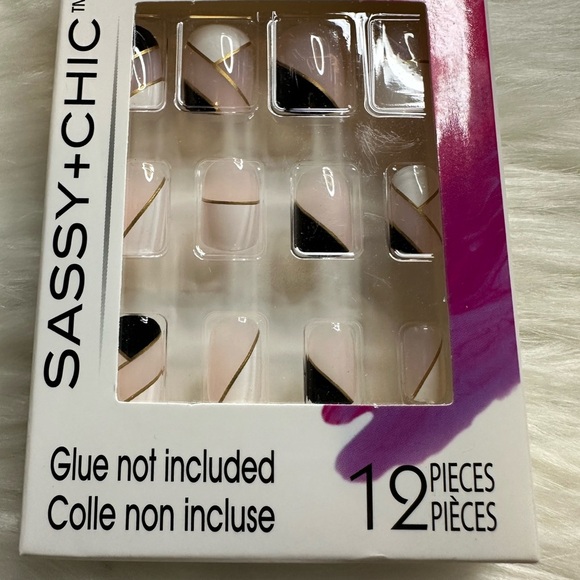 SASSY+CHIC™
Glue not included
Colle non incluse
12 PIECES
PIÈCES